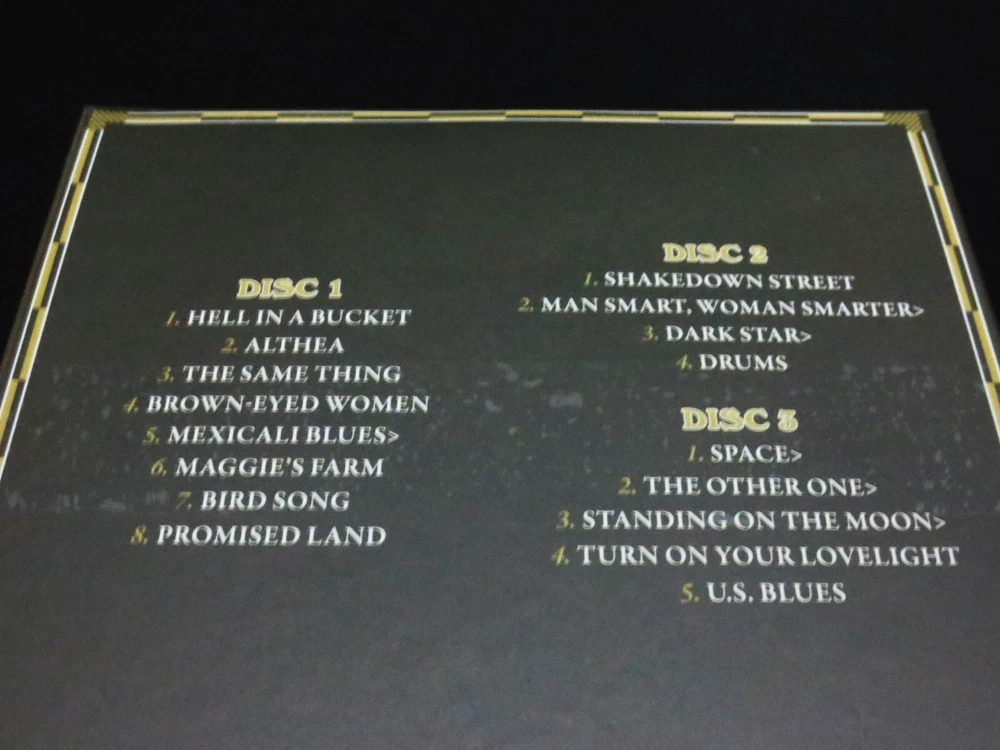 DISC 1
1. HELL IN A BUCKET
2. ALTHEA
3. THE SAME THING
4. BROWN-EYED WOMEN
5. MEXICALI BLUES>
6. MAGGIE'S FARM
7. BIRD SONG
8. PROMISED LAND
DISC 2
1. SHAKEDOWN STREET
2. MAN SMART, WOMAN SMARTER>
3. DARK STAR>
4. DRUMS
DISC 3
1. SPACE>
2. THE OTHER ONE>
3. STANDING ON THE MOON>
4. TURN ON YOUR LOVELIGHT
5. U.S. BLUES